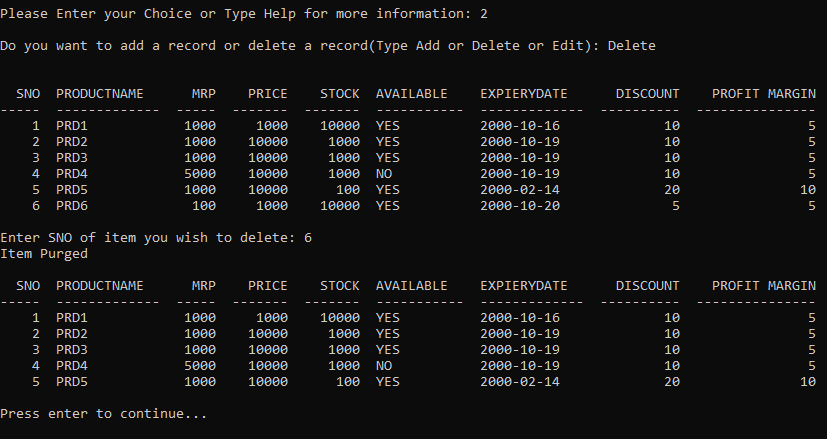 Please Enter your Choice or Type Help for more information: 2
Do you want to add a record or delete a record(Type Add or Delete or Edit): Delete
SNO PRODUCTNAME MRP PRICE STOCK AVAILABLE EXPIERYDATE DISCOUNT PROFIT MARGIN
----- ------------- ----- ------- ------- ----------- ------------- ---------- ---------------
1 PRD1 1000 1000 10000 YES 2000-10-16 10 5
2 PRD2 1000 10000 1000 YES 2000-10-19 10 5
3 PRD3 1000 10000 1000 YES 2000-10-19 10 5
4 PRD4 5000 10000 1000 NO 2000-10-19 10 5
5 PRD5 1000 10000 100 YES 2000-02-14 20 10
6 PRD6 100 1000 10000 YES 2000-10-20 5 5
Enter SNO of item you wish to delete: 6
Item Purged
SNO PRODUCTNAME MRP PRICE STOCK AVAILABLE EXPIERYDATE DISCOUNT PROFIT MARGIN
----- ------------- ----- ------- ------- ----------- ------------- ---------- ---------------
1 PRD1 1000 1000 10000 YES 2000-10-16 10 5
2 PRD2 1000 10000 1000 YES 2000-10-19 10 5
3 PRD3 1000 10000 1000 YES 2000-10-19 10 5
4 PRD4 5000 10000 1000 NO 2000-10-19 10 5
5 PRD5 1000 10000 100 YES 2000-02-14 20 10
Press enter to continue...